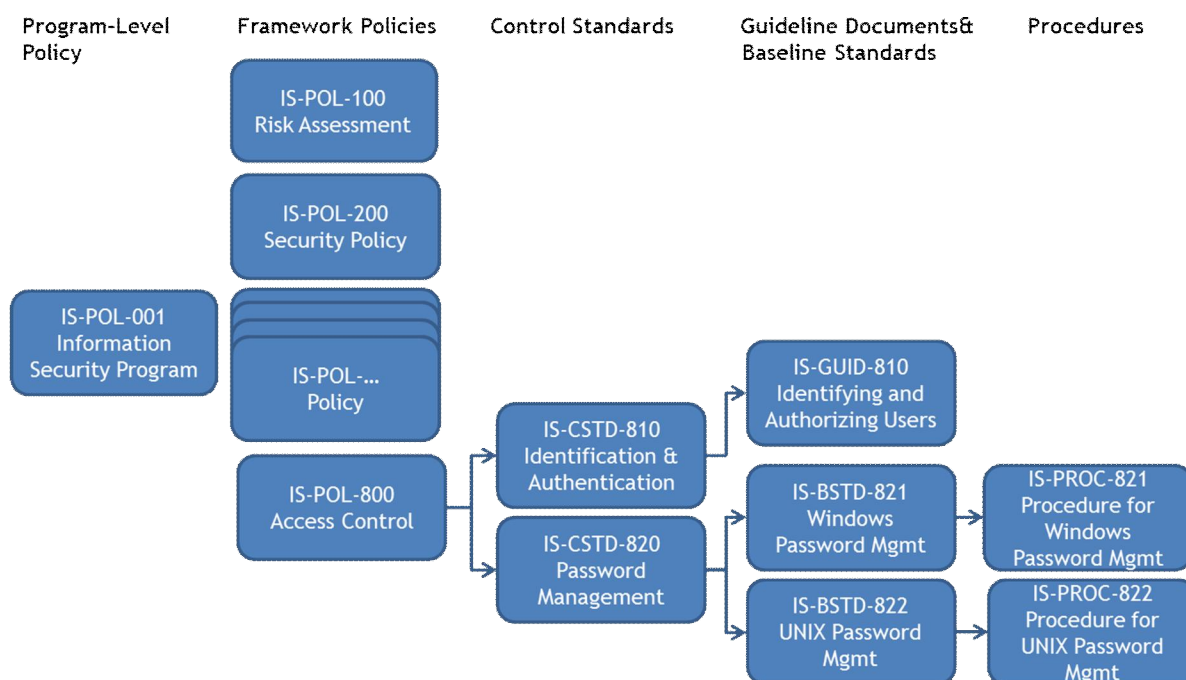 Program-Level
Policy
Framework Policies
Control Standards
Guideline Documents&
Baseline Standards
Procedures
IS-POL-100
Risk Assessment
IS-POL-200
Security Policy
IS-POL-001
Information
Security Program
IS-POL-...
Policy
IS-POL-800
Access Control
IS-CSTD-810
Identification &
Authentication
IS-CSTD-820
Password
Management
IS-GUID-810
Identifying and
Authorizing Users
IS-BSTD-821
Windows
Password Mgmt
IS-BSTD-822
UNIX Password
Mgmt
IS-PROC-821
Procedure for
Windows
Password Mgmt
IS-PROC-822
Procedure for
UNIX Password
Mgmt